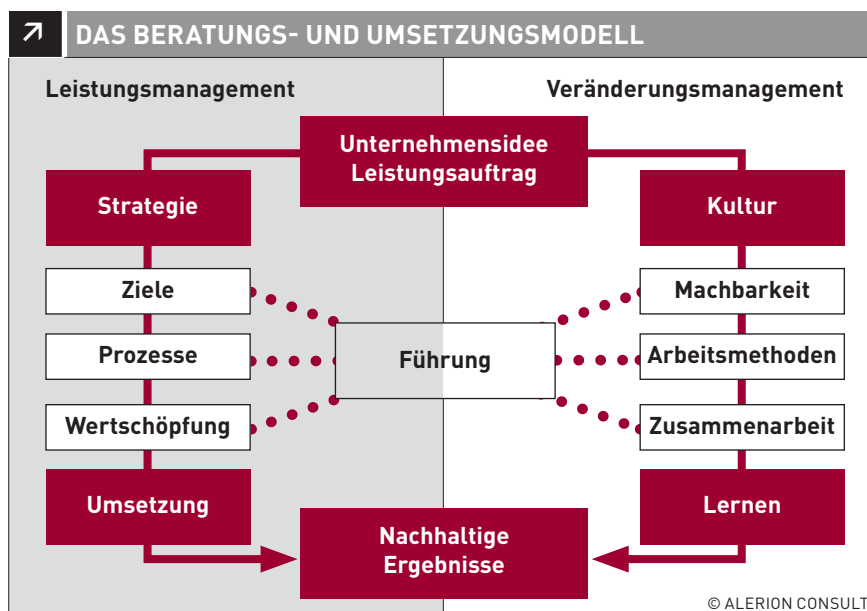 DAS BERATUNGS- UND UMSETZUNGSMODELL
Leistungsmanagement
Veränderungsmanagement
Unternehmensidee
Leistungsauftrag
Strategie
Kultur
Ziele
Machbarkeit
Prozesse
Führung
Arbeitsmethoden
Wertschöpfung
Zusammenarbeit
Umsetzung
Lernen
Nachhaltige
Ergebnisse
© ALERION CONSULT